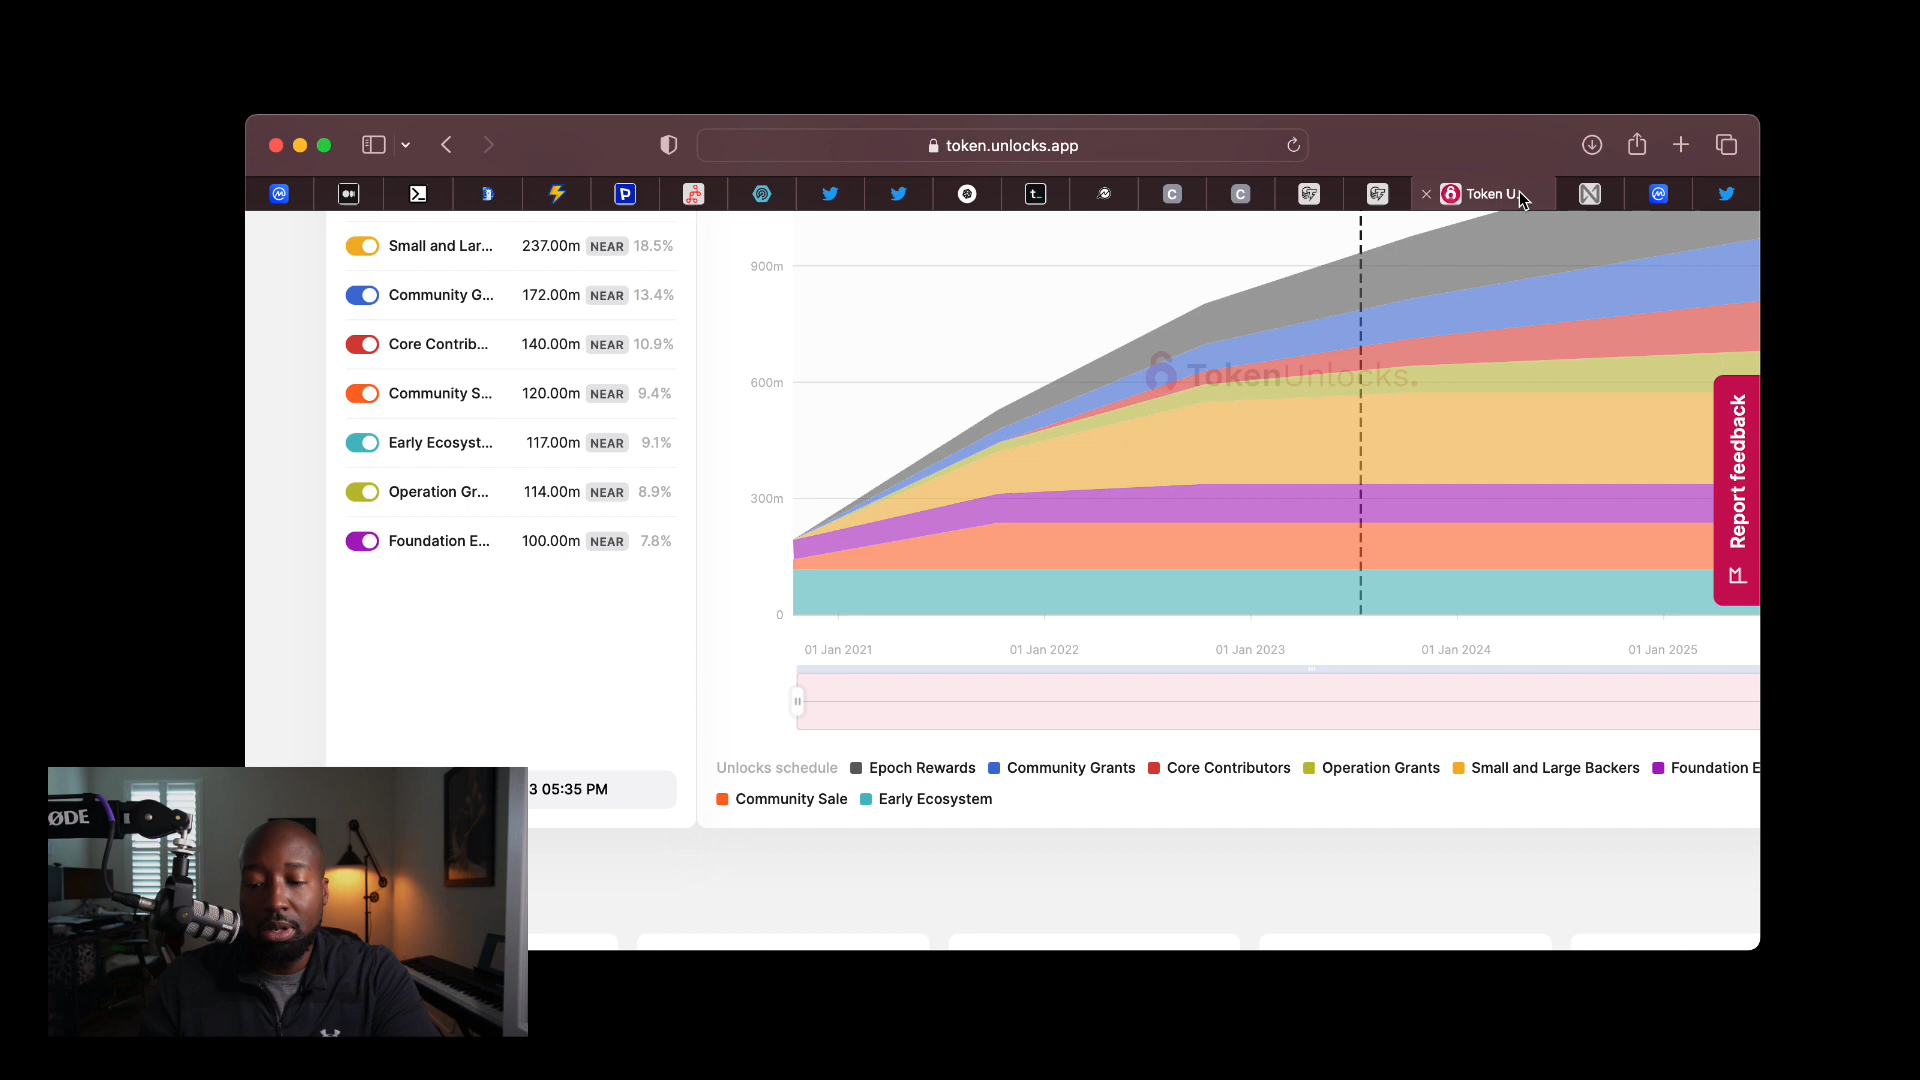 token.unlocks.app
P
t_
C
C
Token U
Small and Lar... 237.00m NEAR 18.5%
Community G... 172.00m NEAR 13.4%
Core Contrib... 140.00m NEAR 10.9%
Community S... 120.00m NEAR 9.4%
Early Ecosyst... 117.00m NEAR 9.1%
Operation Gr... 114.00m NEAR 8.9%
Foundation E... 100.00m NEAR 7.8%
3 05:35 PM
900m
600m
300m
0
TokenUnlocks.
01 Jan 2021 01 Jan 2022 01 Jan 2023 01 Jan 2024 01 Jan 2025
Unlocks schedule Epoch Rewards Community Grants Core Contributors Operation Grants Small and Large Backers Foundation E
Community Sale Early Ecosystem
Report feedback
RØDE